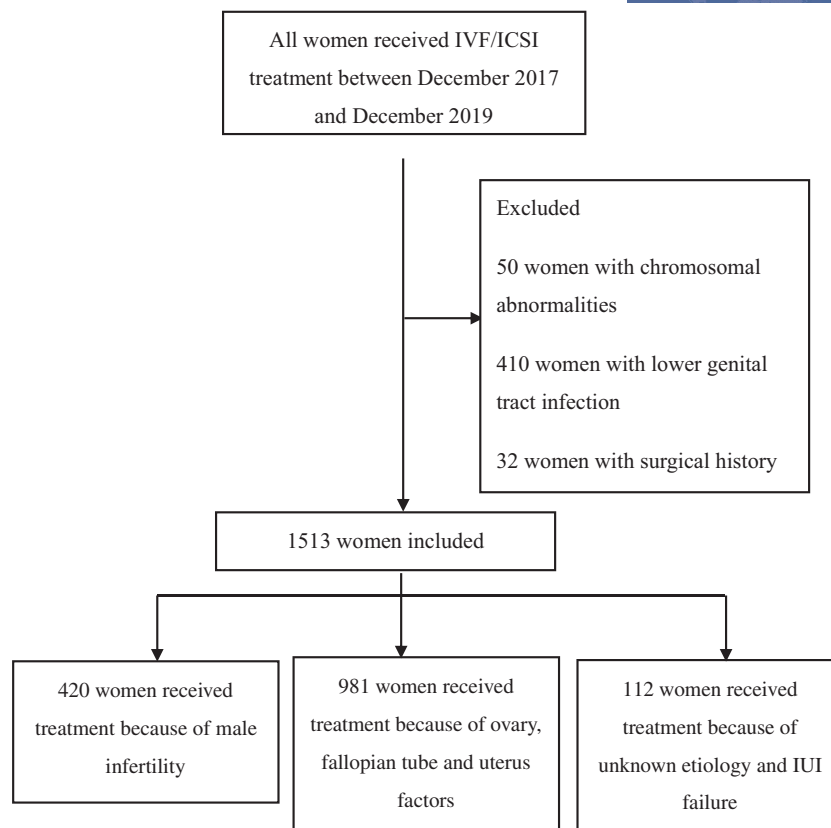 All women received IVF/ICSI
treatment between December 2017
and December 2019
Excluded
50 women with chromosomal
abnormalities
410 women with lower genital
tract infection
32 women with surgical history
1513 women included
420 women received
treatment because of male
infertility
981 women received
treatment because of ovary,
fallopian tube and uterus
factors
112 women received
treatment because of
unknown etiology and IUI
failure